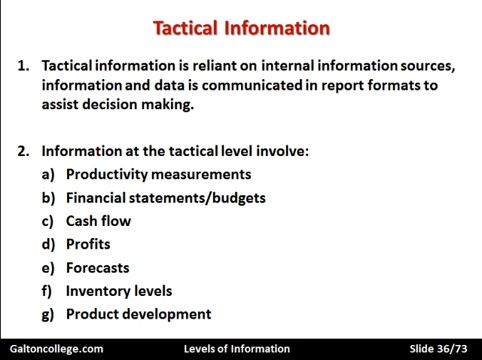 Tactical Information
1. Tactical information is reliant on internal information sources,
information and data is communicated in report formats to
assist decision making.
2. Information at the tactical level involve:
a) Productivity measurements
b) Financial statements/budgets
c) Cash flow
d) Profits
e) Forecasts
f) Inventory levels
g) Product development
Galtoncollege.com Levels of Information Slide 36/73